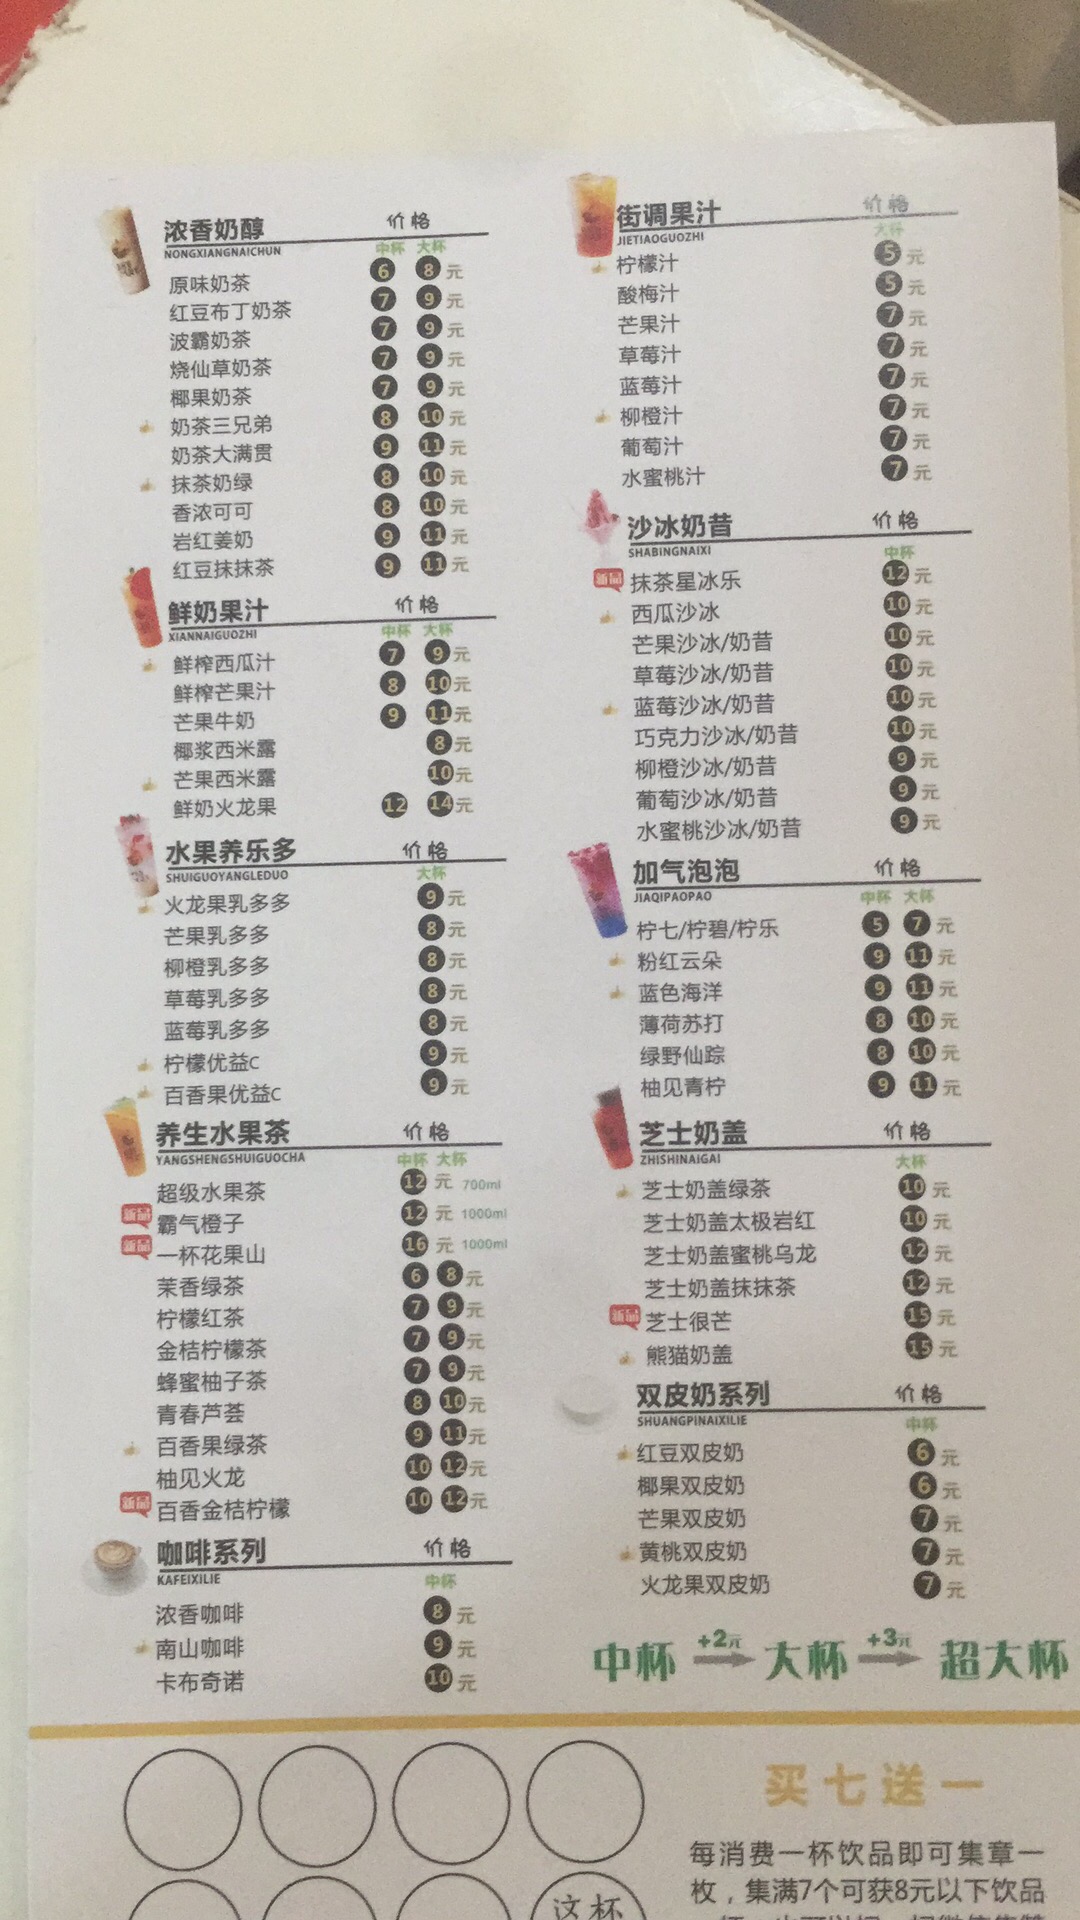 浓香奶醇 价格
NONGXIANGNAICHUN 中杯 大杯
原味奶茶 6 8 元
红豆布丁奶茶 7 9 元
波霸奶茶 7 9 元
烧仙草奶茶 7 9 元
椰果奶茶 7 9 元
奶茶三兄弟 8 10 元
奶茶大满贯 9 11 元
抹茶奶绿 8 10 元
香浓可可 8 10 元
岩红姜奶 9 11 元
红豆抹抹茶 9 11 元
鲜奶果汁 价格
XIANNAIGUOZHI 中杯 大杯
鲜榨西瓜汁 7 9 元
鲜榨芒果汁 8 10 元
芒果牛奶 9 11 元
椰浆西米露 8 元
芒果西米露 10 元
鲜奶火龙果 12 14 元
水果养乐多 价格
SHUIGUOYANGLEDUO 大杯
火龙果乳多多 9 元
芒果乳多多 8 元
柳橙乳多多 8 元
草莓乳多多 8 元
蓝莓乳多多 8 元
柠檬优益C 9 元
百香果优益C 9 元
养生水果茶 价格
YANGSHENGSHUIGUOCHA 中杯 大杯
超级水果茶 12 元 700ml
新品 霸气橙子 12 元 1000ml
新品 一杯花果山 16 元 1000ml
茉香绿茶 6 8 元
柠檬红茶 7 9 元
金桔柠檬茶 7 9 元
蜂蜜柚子茶 7 9 元
青春芦荟 8 10 元
百香果绿茶 9 11 元
柚见火龙 10 12 元
新品 百香金桔柠檬 10 12 元
咖啡系列 价格
KAFEIXILIE 中杯
浓香咖啡 8 元
南山咖啡 9 元
卡布奇诺 10 元
街调果汁 价格
JIETIAOGUOZHI 大杯
柠檬汁 5 元
酸梅汁 5 元
芒果汁 7 元
草莓汁 7 元
蓝莓汁 7 元
柳橙汁 7 元
葡萄汁 7 元
水蜜桃汁 7 元
沙冰奶昔 价格
SHABINGNAIXI 中杯
新品 抹茶星冰乐 12 元
西瓜沙冰 10 元
芒果沙冰/奶昔 10 元
草莓沙冰/奶昔 10 元
蓝莓沙冰/奶昔 10 元
巧克力沙冰/奶昔 10 元
柳橙沙冰/奶昔 9 元
葡萄沙冰/奶昔 9 元
水蜜桃沙冰/奶昔 9 元
加气泡泡 价格
JIAQIPAOPAO 中杯 大杯
柠七/柠碧/柠乐 5 7 元
粉红云朵 9 11 元
蓝色海洋 9 11 元
薄荷苏打 8 10 元
绿野仙踪 8 10 元
柚见青柠 9 11 元
芝士奶盖 价格
ZHISHINAIGAI 大杯
芝士奶盖绿茶 10 元
芝士奶盖太极岩红 10 元
芝士奶盖蜜桃乌龙 12 元
芝士奶盖抹抹茶 12 元
新品 芝士很芒 15 元
熊猫奶盖 15 元
双皮奶系列 价格
SHUANGPINAIXILIE 中杯
红豆双皮奶 6 元
椰果双皮奶 6 元
芒果双皮奶 7 元
黄桃双皮奶 7 元
火龙果双皮奶 7 元
中杯 +2元 大杯 +3元 超大杯
买七送一
每消费一杯饮品即可集章一
枚，集满7个可获8元以下饮品
这杯